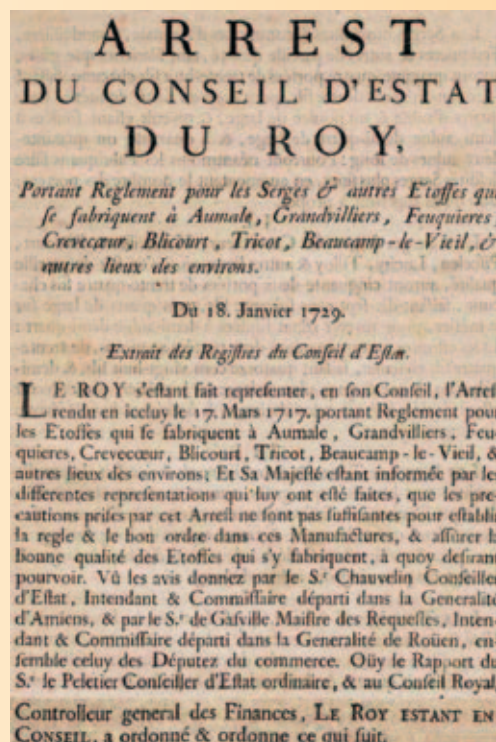 ARREST
DU CONSEIL D'ESTAT
DU ROY,
Portant Reglement pour les Serges & autres Etoffes qui
se fabriquent à Aumale, Grandvilliers, Feuquieres,
Crevecœur, Blicourt, Tricot, Beaucamp-le-Vieil, &
autres lieux des environs.
Du 18. Janvier 1729.
Extrait des Registres du Conseil d'Estat.
LE ROY s'estant fait representer, en son Conseil, l'Arrest
rendu en iceluy le 17. Mars 1717. portant Reglement pour
les Etoffes qui se fabriquent à Aumale, Grandvilliers, Feu-
quieres, Crevecœur, Blicourt, Tricot, Beaucamp-le-Vieil, &
autres lieux des environs; Et Sa Majesté estant informée par les
differentes representations qui luy ont esté faites, que les pré-
cautions prises par cet Arrest ne sont pas suffisantes pour establir
la regle & le bon ordre dans ces Manufactures, & assurer la
bonne qualité des Etoffes qui s'y fabriquent, à quoy desirant
pourvoir. Vû les avis donnez par le S.r Chauvelin Conseiller
d'Estat, Intendant & Commissaire départi dans la Generalité
d'Amiens, & par le S.r de Gasville Maistre des Requestes, Inten-
dant & Commissaire départi dans la Generalité de Roüen, en-
semble celuy des Députez du commerce. Oüy le Rapport du
S.r le Peletier Conseiller d'Estat ordinaire, & au Conseil Royal,
Controlleur general des Finances, LE ROY ESTANT EN
CONSEIL, a ordonné & ordonne ce qui suit.